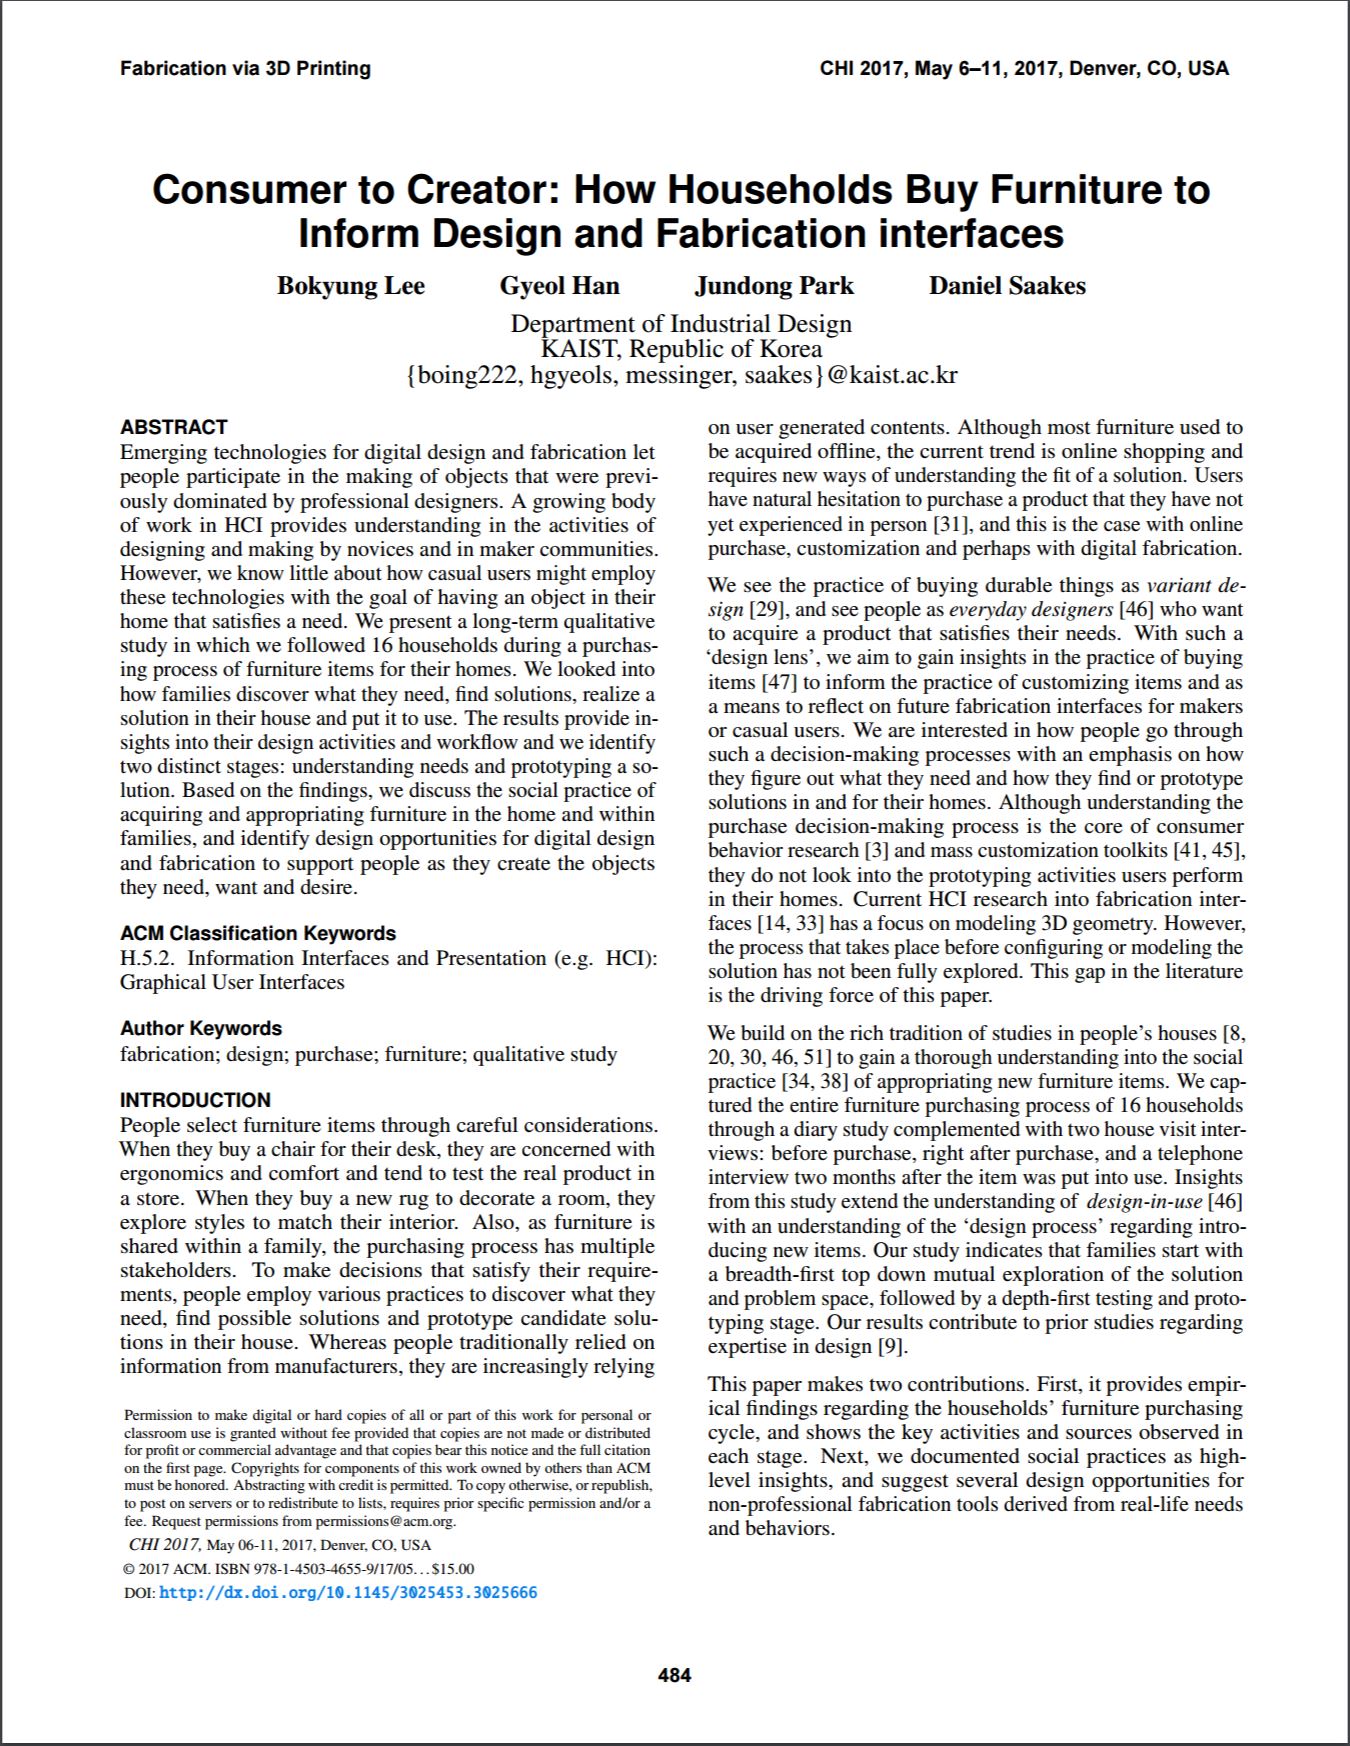 Fabrication via 3D Printing
CHI 2017, May 6–11, 2017, Denver, CO, USA
Consumer to Creator: How Households Buy Furniture to
Inform Design and Fabrication interfaces
Bokyung Lee Gyeol Han Jundong Park Daniel Saakes
Department of Industrial Design
KAIST, Republic of Korea
{boing222, hgyeols, messinger, saakes}@kaist.ac.kr
ABSTRACT
Emerging technologies for digital design and fabrication let
people participate in the making of objects that were previ-
ously dominated by professional designers. A growing body
of work in HCI provides understanding in the activities of
designing and making by novices and in maker communities.
However, we know little about how casual users might employ
these technologies with the goal of having an object in their
home that satisfies a need. We present a long-term qualitative
study in which we followed 16 households during a purchas-
ing process of furniture items for their homes. We looked into
how families discover what they need, find solutions, realize a
solution in their house and put it to use. The results provide in-
sights into their design activities and workflow and we identify
two distinct stages: understanding needs and prototyping a so-
lution. Based on the findings, we discuss the social practice of
acquiring and appropriating furniture in the home and within
families, and identify design opportunities for digital design
and fabrication to support people as they create the objects
they need, want and desire.
ACM Classification Keywords
H.5.2. Information Interfaces and Presentation (e.g. HCI):
Graphical User Interfaces
Author Keywords
fabrication; design; purchase; furniture; qualitative study
INTRODUCTION
People select furniture items through careful considerations.
When they buy a chair for their desk, they are concerned with
ergonomics and comfort and tend to test the real product in
a store. When they buy a new rug to decorate a room, they
explore styles to match their interior. Also, as furniture is
shared within a family, the purchasing process has multiple
stakeholders. To make decisions that satisfy their require-
ments, people employ various practices to discover what they
need, find possible solutions and prototype candidate solu-
tions in their house. Whereas people traditionally relied on
information from manufacturers, they are increasingly relying
Permission to make digital or hard copies of all or part of this work for personal or
classroom use is granted without fee provided that copies are not made or distributed
for profit or commercial advantage and that copies bear this notice and the full citation
on the first page. Copyrights for components of this work owned by others than ACM
must be honored. Abstracting with credit is permitted. To copy otherwise, or republish,
to post on servers or to redistribute to lists, requires prior specific permission and/or a
fee. Request permissions from permissions@acm.org.
CHI 2017, May 06-11, 2017, Denver, CO, USA
© 2017 ACM. ISBN 978-1-4503-4655-9/17/05...$15.00
DOI: http://dx.doi.org/10.1145/3025453.3025666
on user generated contents. Although most furniture used to
be acquired offline, the current trend is online shopping and
requires new ways of understanding the fit of a solution. Users
have natural hesitation to purchase a product that they have not
yet experienced in person [31], and this is the case with online
purchase, customization and perhaps with digital fabrication.
We see the practice of buying durable things as variant de-
sign [29], and see people as everyday designers [46] who want
to acquire a product that satisfies their needs. With such a
‘design lens’, we aim to gain insights in the practice of buying
items [47] to inform the practice of customizing items and as
a means to reflect on future fabrication interfaces for makers
or casual users. We are interested in how people go through
such a decision-making processes with an emphasis on how
they figure out what they need and how they find or prototype
solutions in and for their homes. Although understanding the
purchase decision-making process is the core of consumer
behavior research [3] and mass customization toolkits [41, 45],
they do not look into the prototyping activities users perform
in their homes. Current HCI research into fabrication inter-
faces [14, 33] has a focus on modeling 3D geometry. However,
the process that takes place before configuring or modeling the
solution has not been fully explored. This gap in the literature
is the driving force of this paper.
We build on the rich tradition of studies in people’s houses [8,
20, 30, 46, 51] to gain a thorough understanding into the social
practice [34, 38] of appropriating new furniture items. We cap-
tured the entire furniture purchasing process of 16 households
through a diary study complemented with two house visit inter-
views: before purchase, right after purchase, and a telephone
interview two months after the item was put into use. Insights
from this study extend the understanding of design-in-use [46]
with an understanding of the ‘design process’ regarding intro-
ducing new items. Our study indicates that families start with
a breadth-first top down mutual exploration of the solution
and problem space, followed by a depth-first testing and proto-
typing stage. Our results contribute to prior studies regarding
expertise in design [9].
This paper makes two contributions. First, it provides empir-
ical findings regarding the households’ furniture purchasing
cycle, and shows the key activities and sources observed in
each stage. Next, we documented social practices as high-
level insights, and suggest several design opportunities for
non-professional fabrication tools derived from real-life needs
and behaviors.
484